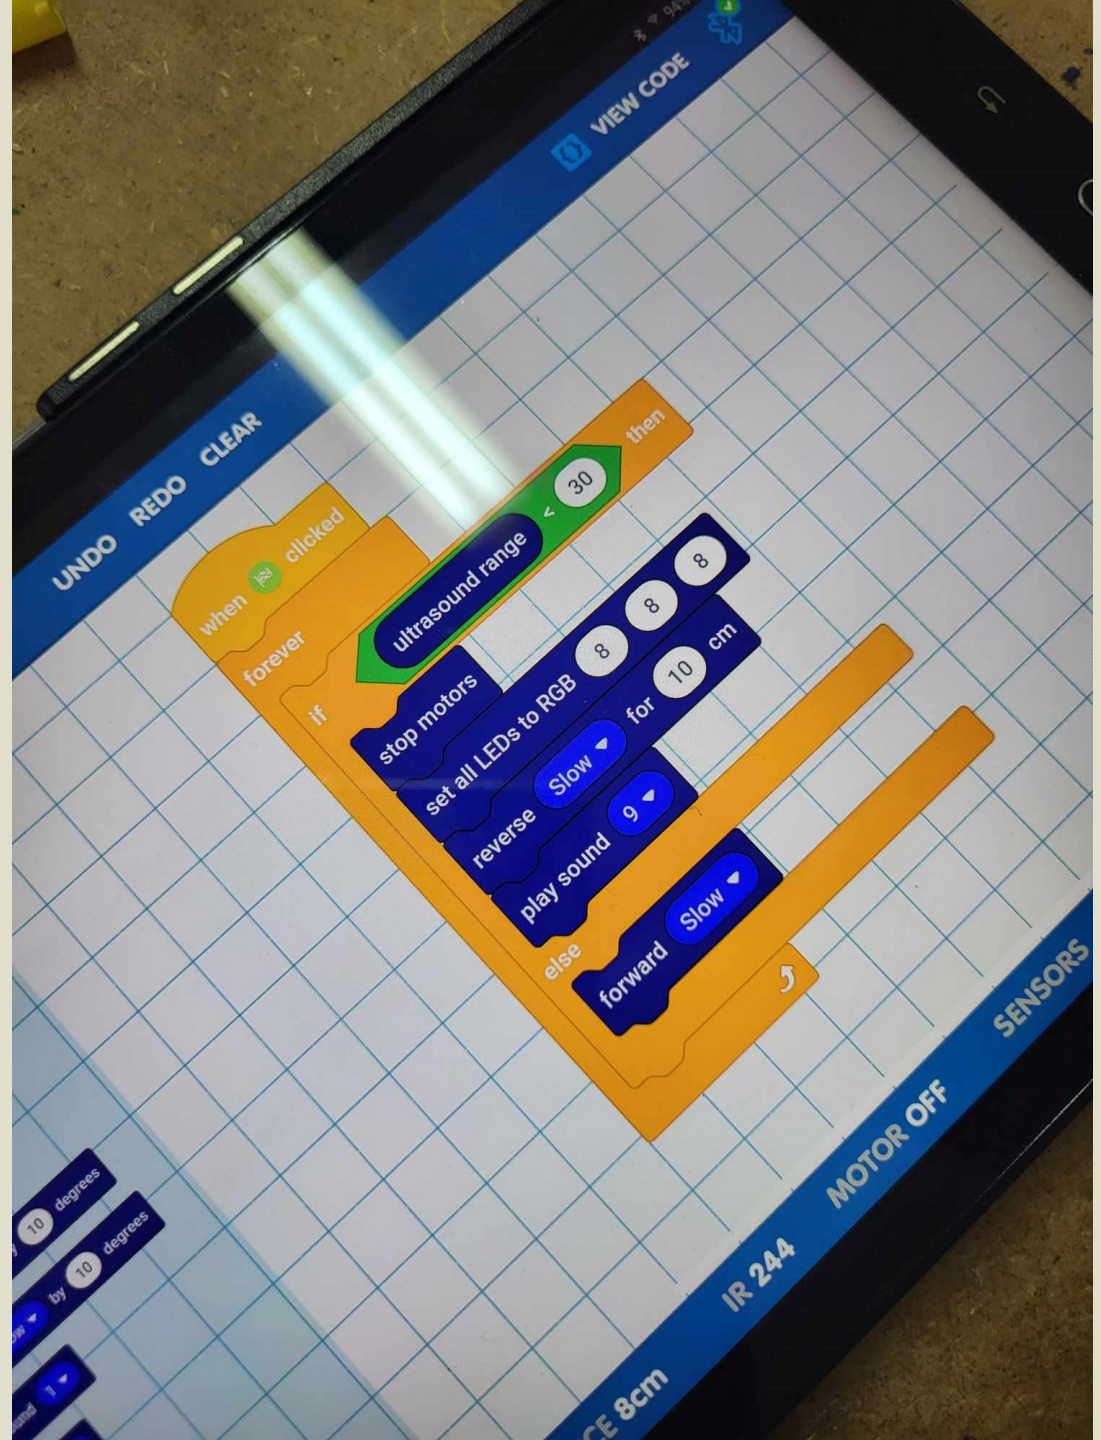 94%
VIEW CODE
UNDO REDO CLEAR
when clicked
forever
if ultrasound range < 30 then
stop motors
set all LEDs to RGB 8 8 8
reverse Slow for 10 cm
play sound 9
else
forward Slow
10 degrees
by 10 degrees
1
8cm
IR 244
MOTOR OFF
SENSORS